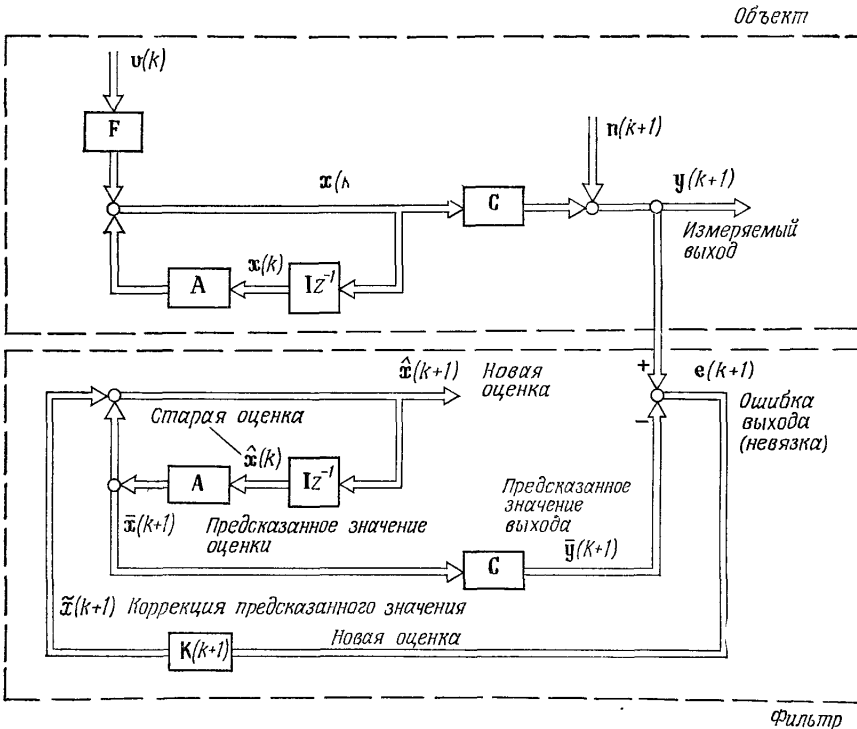 Объект
v(k)
F
n(k+1)
x(
C
y(k+1)
Измеряемый
выход
x(k)
A
Iz⁻¹
x̂(k+1)
Новая
оценка
+
e(k+1)
Ошибка
выхода
(невязка)
−
Старая оценка
x̂(k)
A
Iz⁻¹
x̄(k+1)
Предсказанное значение
оценки
Предсказанное
значение
выхода
C
ȳ(K+1)
x̃(k+1) Коррекция предсказанного значения
K(k+1)
Новая оценка
Фильтр